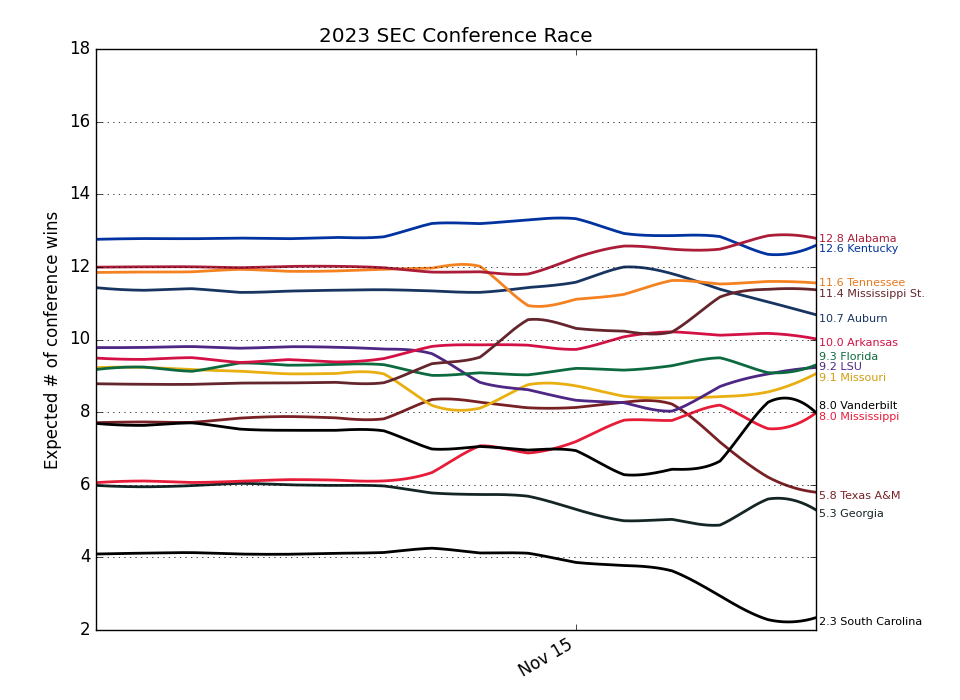 2023 SEC Conference Race
Expected # of conference wins
18
16
14
12
10
8
6
4
2
12.8 Alabama
12.6 Kentucky
11.6 Tennessee
11.4 Mississippi St.
10.7 Auburn
10.0 Arkansas
9.3 Florida
9.2 LSU
9.1 Missouri
8.0 Vanderbilt
8.0 Mississippi
5.8 Texas A&M
5.3 Georgia
2.3 South Carolina
Nov 15